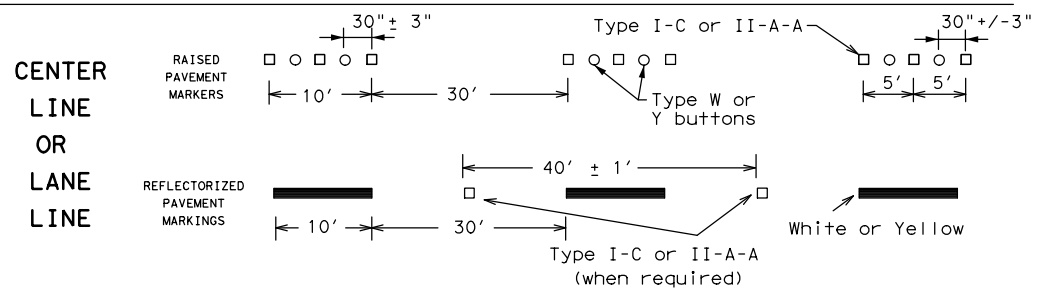 CENTER
LINE
OR
LANE
LINE
RAISED
PAVEMENT
MARKERS
30"± 3"
10'
30'
Type I-C or II-A-A
Type W or
Y buttons
30"+/-3"
5'
5'
REFLECTORIZED
PAVEMENT
MARKINGS
10'
30'
40' ± 1'
Type I-C or II-A-A
(when required)
White or Yellow